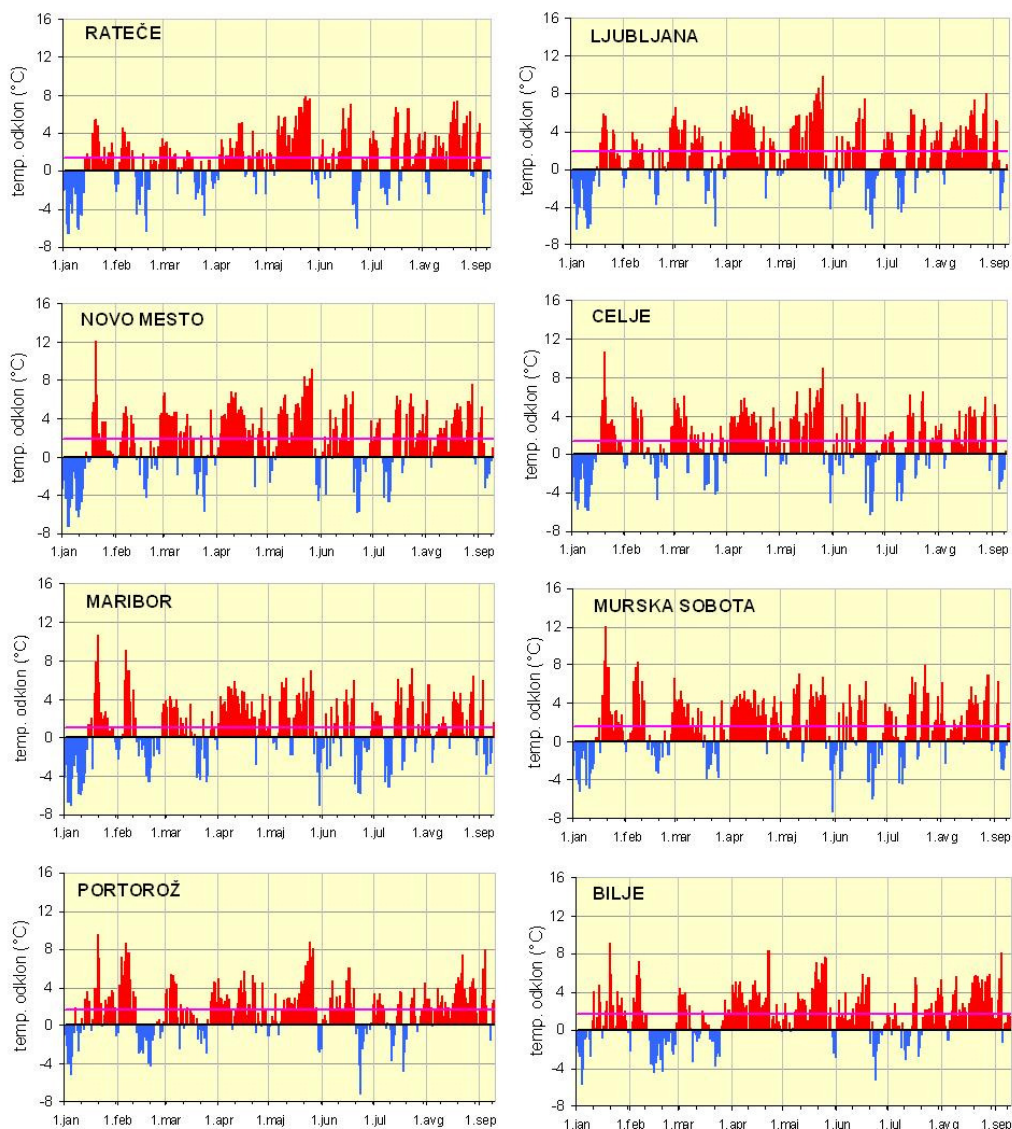 RATEČE
temp. odklon (°C)
16
12
8
4
0
-4
-8
1.jan 1.feb 1.mar 1.apr 1.maj 1.jun 1.jul 1.avg 1.sep
LJUBLJANA
temp. odklon (°C)
16
12
8
4
0
-4
-8
1.jan 1.feb 1.mar 1.apr 1.maj 1.jun 1.jul 1.avg 1.sep
NOVO MESTO
temp. odklon (°C)
16
12
8
4
0
-4
-8
1.jan 1.feb 1.mar 1.apr 1.maj 1.jun 1.jul 1.avg 1.sep
CELJE
temp. odklon (°C)
16
12
8
4
0
-4
-8
1.jan 1.feb 1.mar 1.apr 1.maj 1.jun 1.jul 1.avg 1.sep
MARIBOR
temp. odklon (°C)
16
12
8
4
0
-4
-8
1.jan 1.feb 1.mar 1.apr 1.maj 1.jun 1.jul 1.avg 1.sep
MURSKA SOBOTA
temp. odklon (°C)
16
12
8
4
0
-4
-8
1.jan 1.feb 1.mar 1.apr 1.maj 1.jun 1.jul 1.avg 1.sep
PORTOROŽ
temp. odklon (°C)
16
12
8
4
0
-4
-8
1.jan 1.feb 1.mar 1.apr 1.maj 1.jun 1.jul 1.avg 1.sep
BILJE
temp. odklon (°C)
16
12
8
4
0
-4
-8
1.jan 1.feb 1.mar 1.apr 1.maj 1.jun 1.jul 1.avg 1.sep